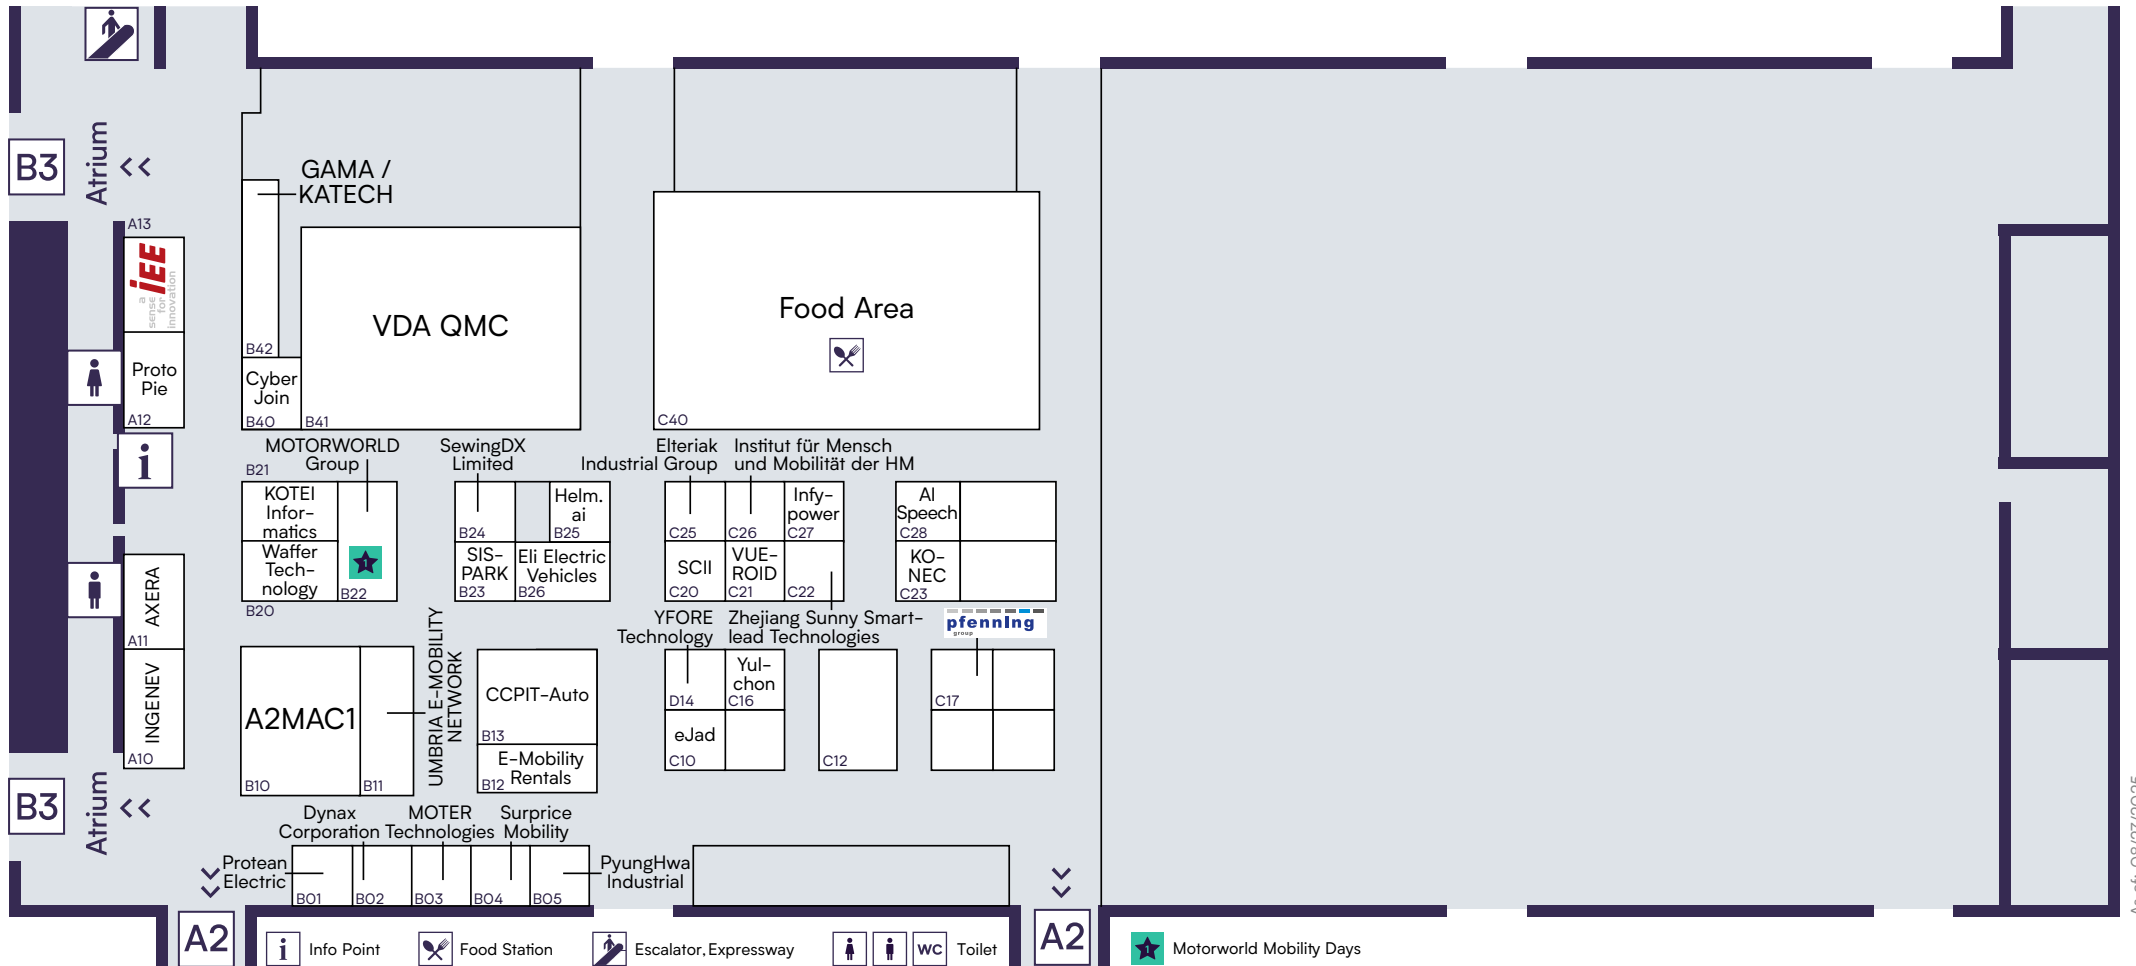 B3
Atrium
GAMA /
KATECH
A13
iEE
a
sense
for
innovation
Proto
Pie
A12
B42
Cyber
Join
B40
VDA QMC
B41
Food Area
C40
MOTORWORLD
Group
B21
KOTEI
Infor-
matics
Waffer
Tech-
nology
B20
1
B22
SewingDX
Limited
B24
Helm.
ai
B25
SIS-
PARK
B23
Eli Electric
Vehicles
B26
Elteriak
Industrial Group
C25
Institut für Mensch
und Mobilität der HM
C26
Infy-
power
C27
SCII
C20
VUE-
ROID
C21
C22
AI
Speech
C28
KO-
NEC
C23
i
AXERA
A11
INGENEV
A10
A2MAC1
B10
B11
UMBRIA E-MOBILITY
NETWORK
CCPIT-Auto
B13
E-Mobility
Rentals
B12
YFORE
Technology
D14
Zhejiang Sunny Smart-
lead Technologies
Yul-
chon
C16
eJad
C10
C12
pfenning
group
C17
B3
Atrium
Dynax
Corporation
MOTER
Technologies
Surprice
Mobility
Protean
Electric
B01
B02
B03
B04
B05
PyungHwa
Industrial
A2
A2
i Info Point
Food Station
Escalator, Expressway
WC Toilet
1 Motorworld Mobility Days